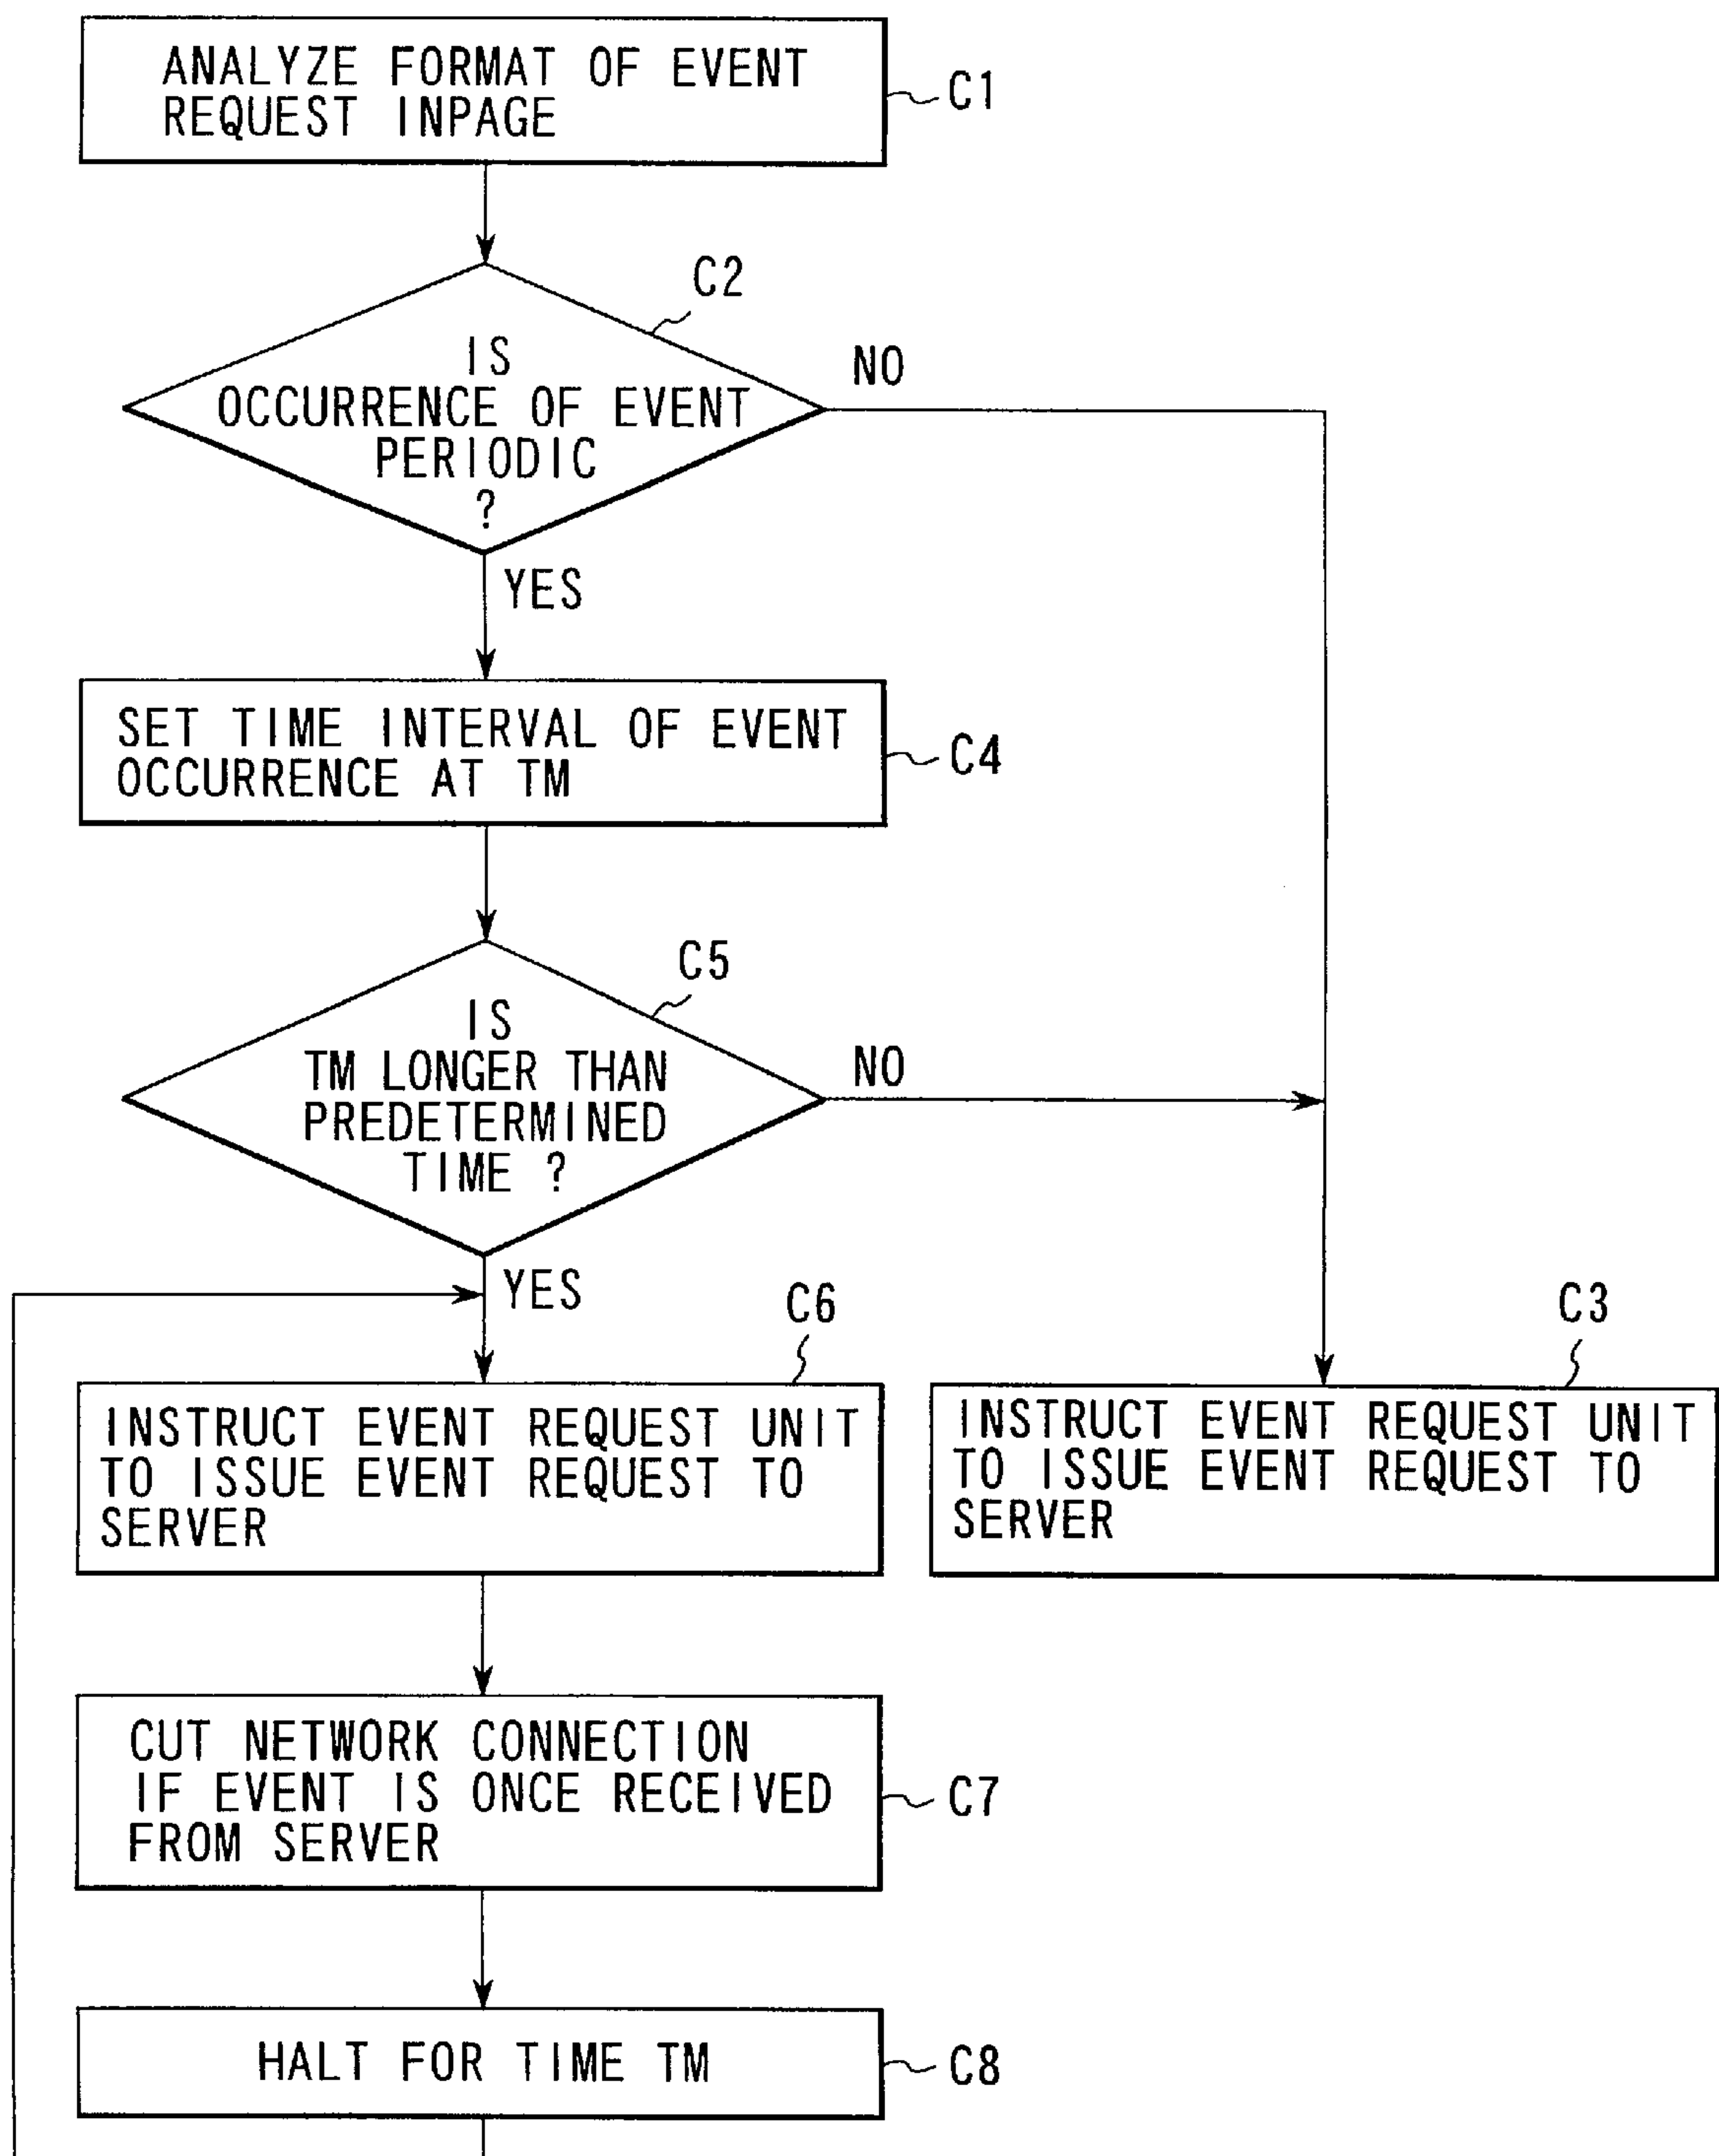 ANALYZE FORMAT OF EVENT
REQUEST INPAGE
C1
C2
IS
OCCURRENCE OF EVENT
PERIODIC
?
NO
YES
SET TIME INTERVAL OF EVENT
OCCURRENCE AT TM
C4
C5
IS
TM LONGER THAN
PREDETERMINED
TIME ?
NO
YES
C6
INSTRUCT EVENT REQUEST UNIT
TO ISSUE EVENT REQUEST TO
SERVER
C3
INSTRUCT EVENT REQUEST UNIT
TO ISSUE EVENT REQUEST TO
SERVER
CUT NETWORK CONNECTION
IF EVENT IS ONCE RECEIVED
FROM SERVER
C7
HALT FOR TIME TM
C8